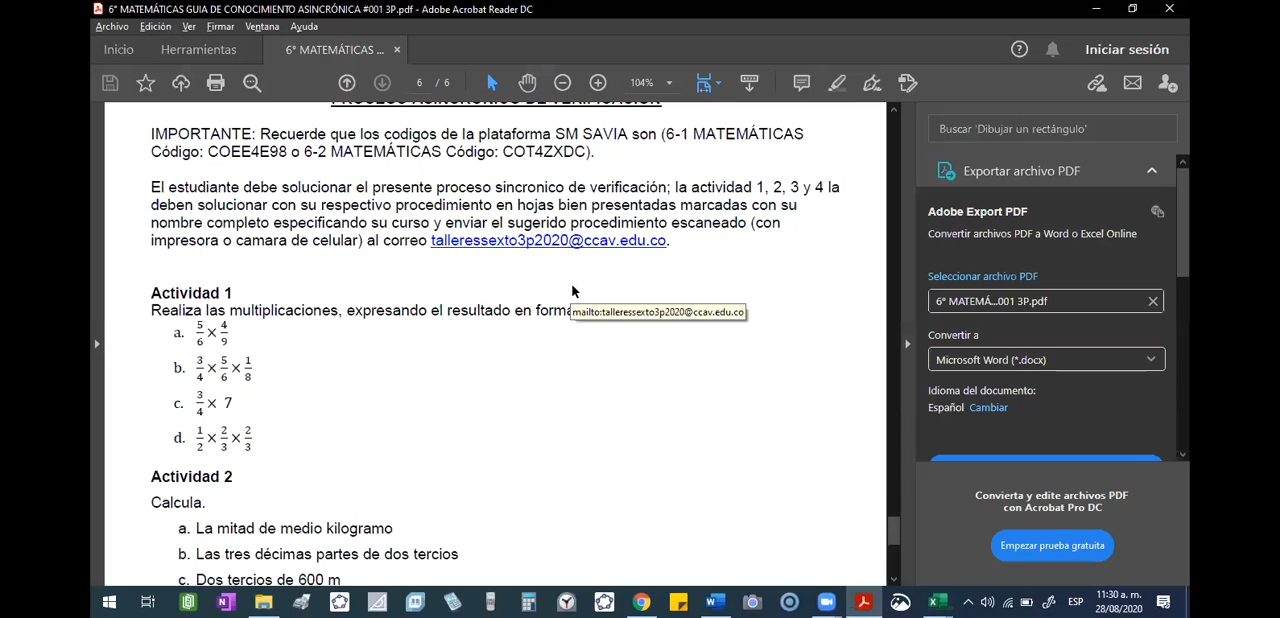 6° MATEMÁTICAS GUIA DE CONOCIMIENTO ASINCRÓNICA #001 3P.pdf - Adobe Acrobat Reader DC
Archivo Edición Ver Firmar Ventana Ayuda
Inicio Herramientas 6° MATEMÁTICAS ... × Iniciar sesión
6 / 6 104%
PROCESO ASINCRONICO DE VERIFICACIÓN
IMPORTANTE: Recuerde que los codigos de la plataforma SM SAVIA son (6-1 MATEMÁTICAS
Código: COEE4E98 o 6-2 MATEMÁTICAS Código: COT4ZXDC).
El estudiante debe solucionar el presente proceso sincronico de verificación; la actividad 1, 2, 3 y 4 la
deben solucionar con su respectivo procedimiento en hojas bien presentadas marcadas con su
nombre completo especificando su curso y enviar el sugerido procedimiento escaneado (con
impresora o camara de celular) al correo talleressexto3p2020@ccav.edu.co.
Actividad 1
Realiza las multiplicaciones, expresando el resultado en forma
mailto:talleressexto3p2020@ccav.edu.co
a. 5/6 × 4/9
b. 3/4 × 5/6 × 1/8
c. 3/4 × 7
d. 1/2 × 2/3 × 2/3
Actividad 2
Calcula.
a. La mitad de medio kilogramo
b. Las tres décimas partes de dos tercios
c. Dos tercios de 600 m
Buscar 'Dibujar un rectángulo'
Exportar archivo PDF
Adobe Export PDF
Convertir archivos PDF a Word o Excel Online
Seleccionar archivo PDF
6° MATEMÁ...001 3P.pdf
Convertir a
Microsoft Word (*.docx)
Idioma del documento:
Español Cambiar
Convierta y edite archivos PDF
con Acrobat Pro DC
Empezar prueba gratuita
ESP
11:30 a. m.
28/08/2020